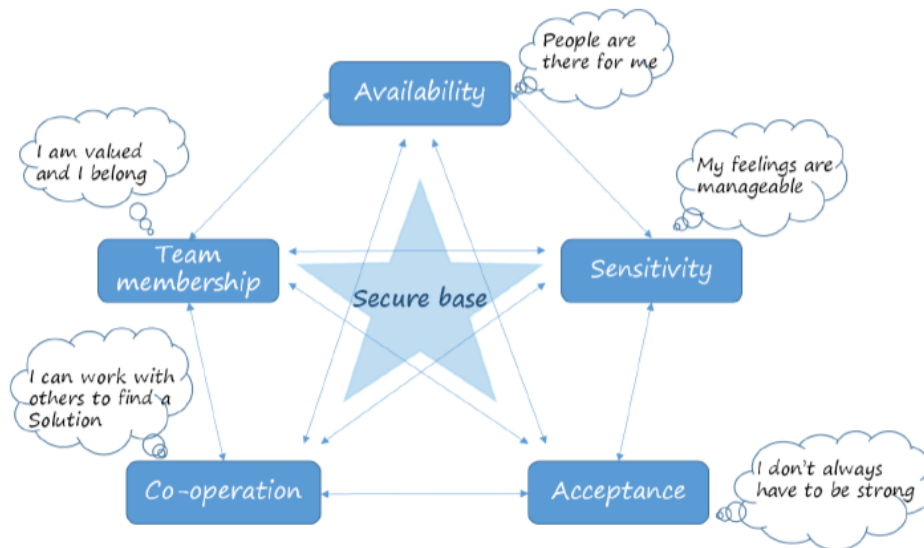 People are
there for me
Availability
I am valued
and I belong
My feelings are
manageable
Team
membership
Sensitivity
Secure base
I can work with
others to find a
Solution
Co-operation
Acceptance
I don't always
have to be strong